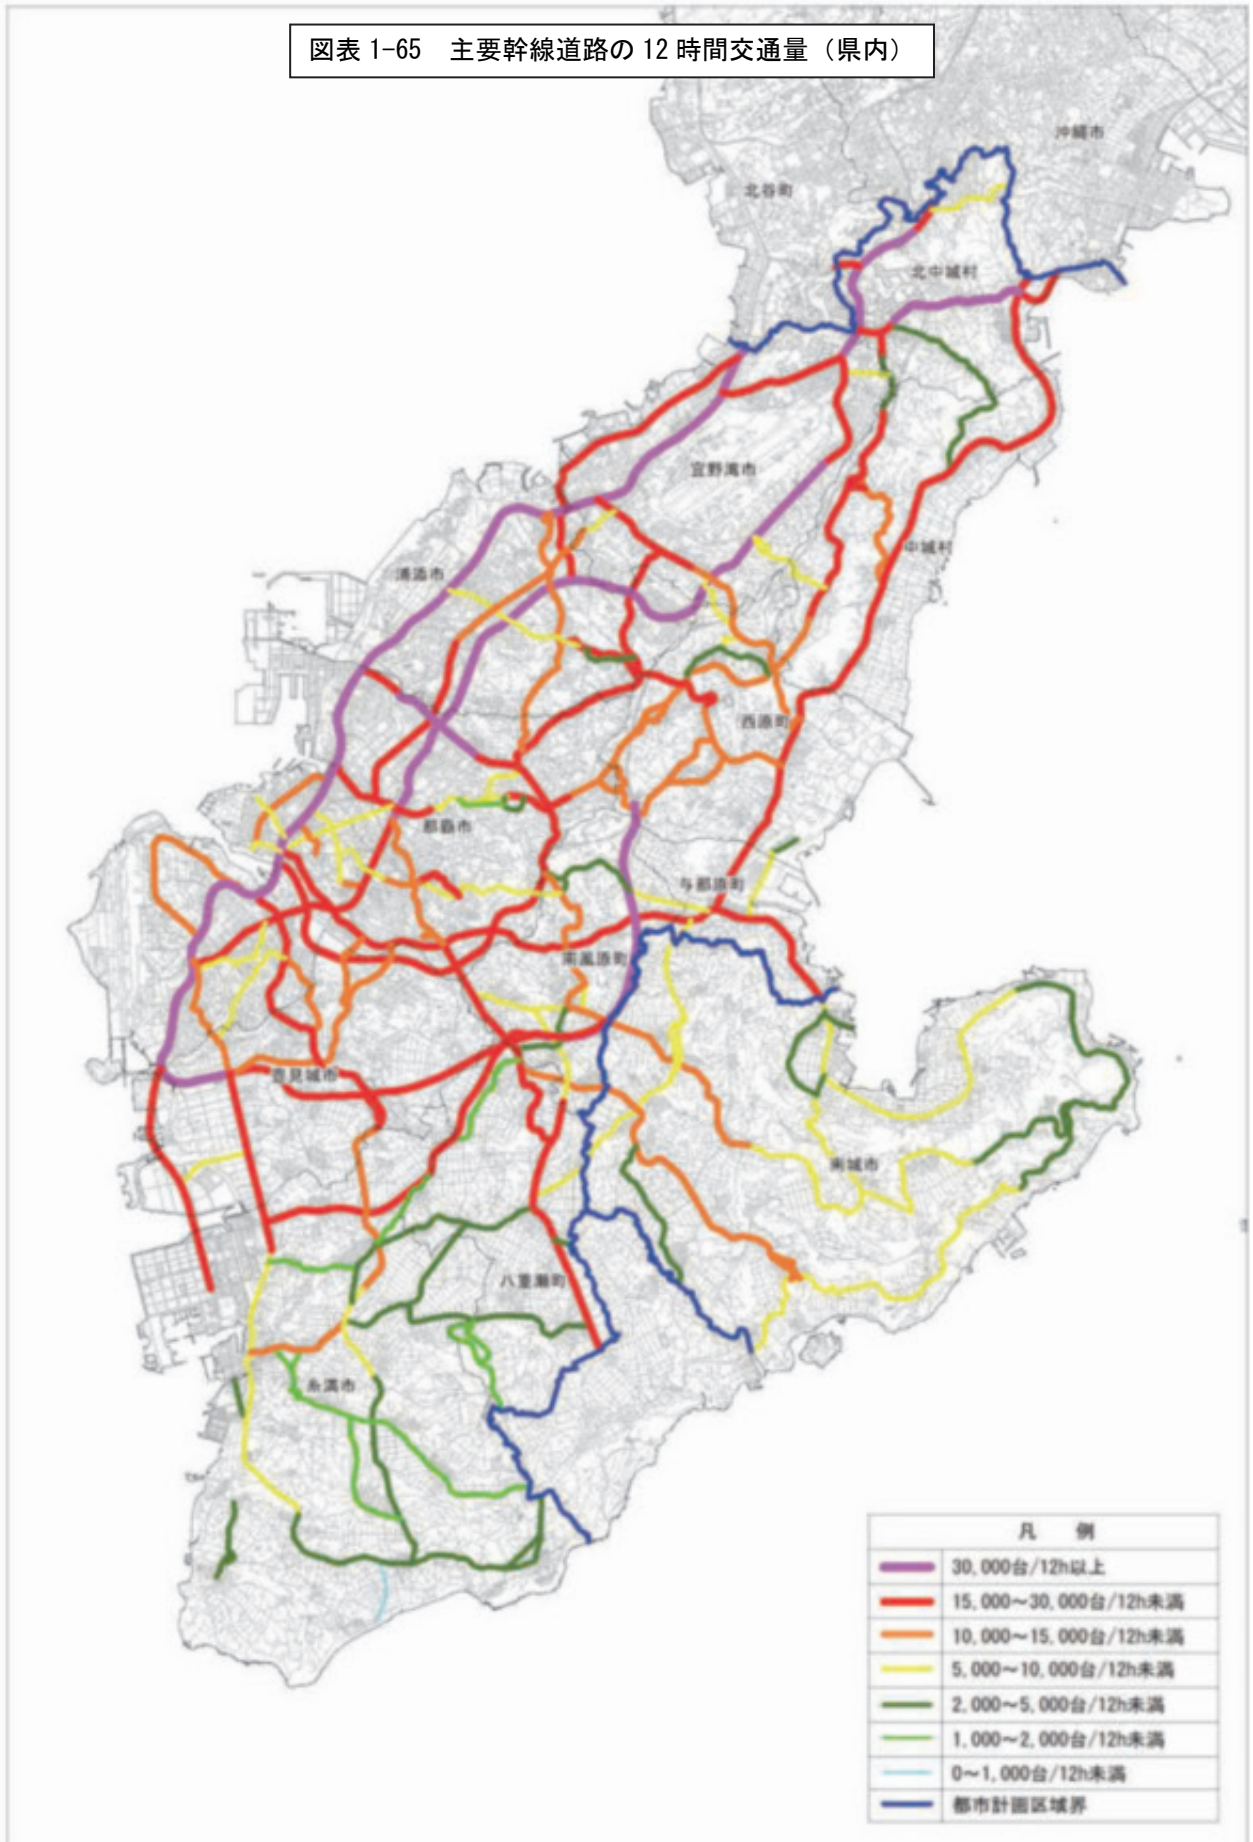 図表 1-65　主要幹線道路の 12 時間交通量（県内）
沖縄市
北谷町
北中城村
宜野湾市
中城村
浦添市
西原町
那覇市
与那原町
南風原町
豊見城市
南城市
八重瀬町
糸満市
凡　例
30,000台/12h以上
15,000～30,000台/12h未満
10,000～15,000台/12h未満
5,000～10,000台/12h未満
2,000～5,000台/12h未満
1,000～2,000台/12h未満
0～1,000台/12h未満
都市計画区域界